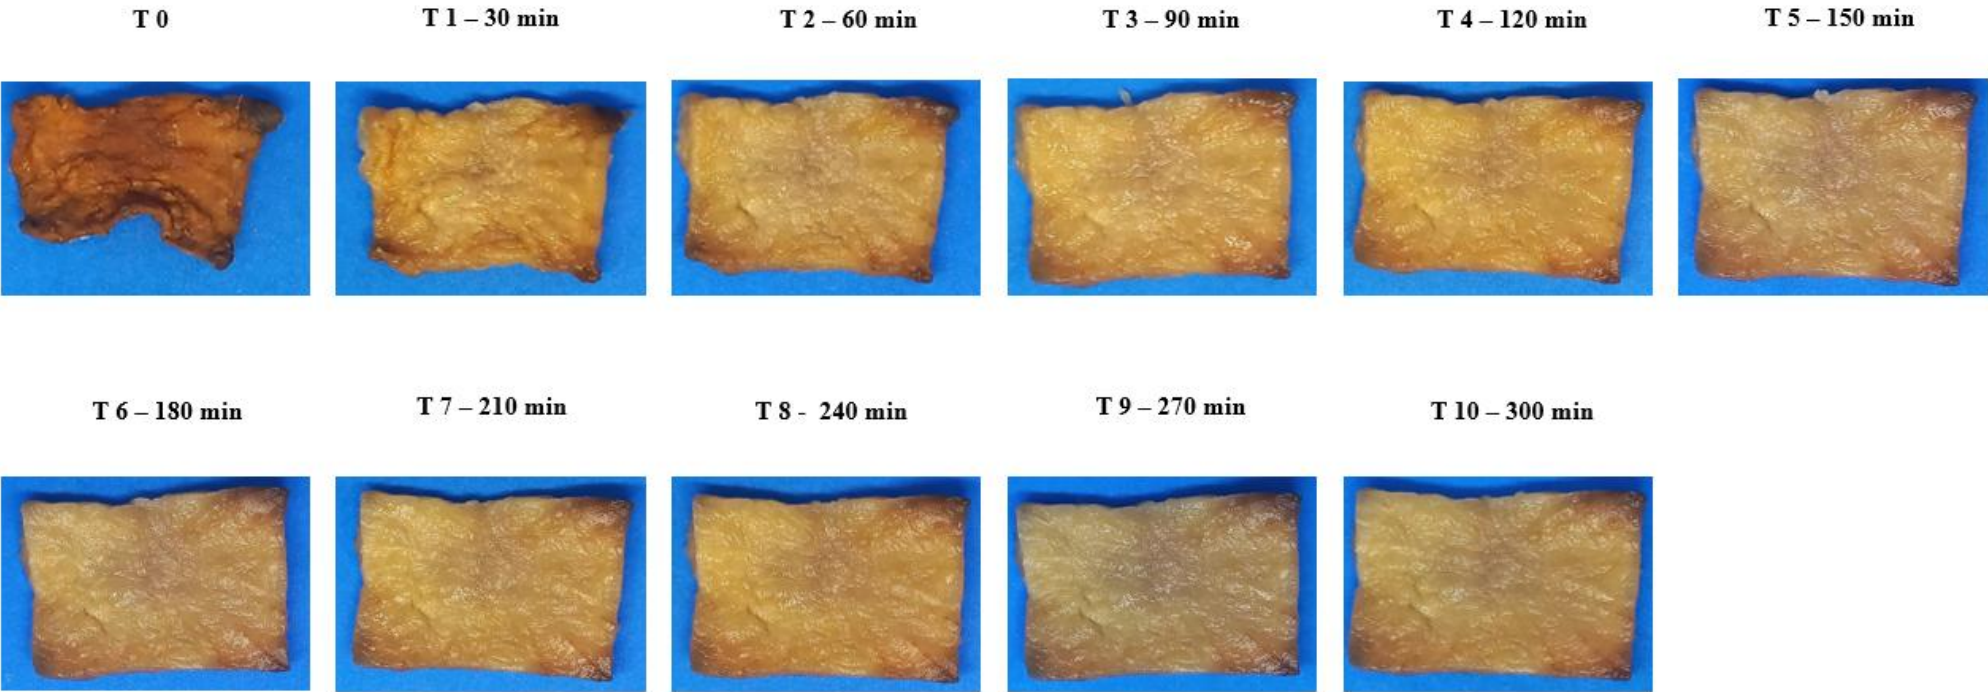 T 0
T 1 – 30 min
T 2 – 60 min
T 3 – 90 min
T 4 – 120 min
T 5 – 150 min
T 6 – 180 min
T 7 – 210 min
T 8 - 240 min
T 9 – 270 min
T 10 – 300 min